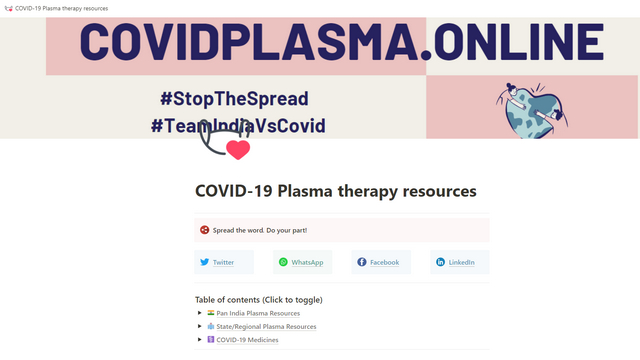 COVID-19 Plasma therapy resources
COVIDPLASMA.ONLINE
#StopTheSpread
#TeamIndiaVsCovid
COVID-19 Plasma therapy resources
Spread the word. Do your part!
Twitter
WhatsApp
Facebook
LinkedIn
Table of contents (Click to toggle)
Pan India Plasma Resources
State/Regional Plasma Resources
COVID-19 Medicines